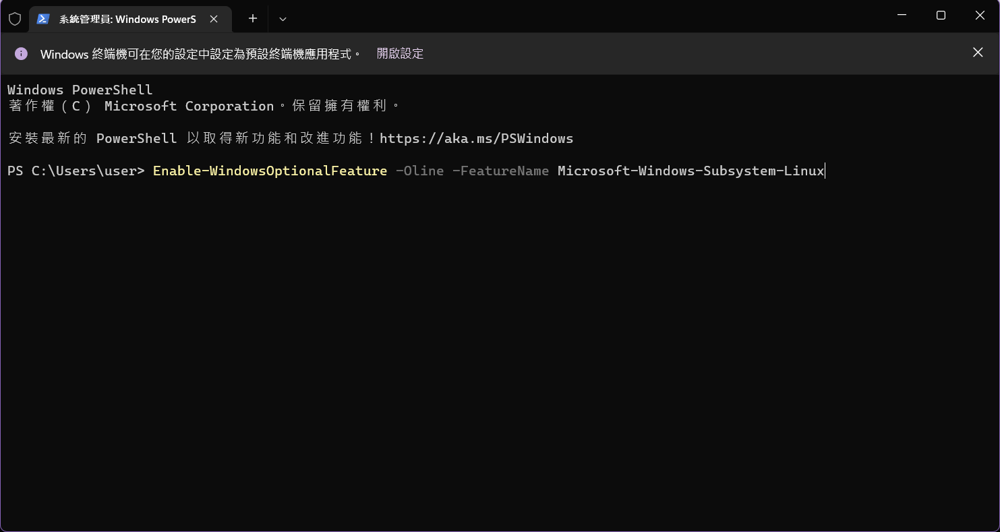 系統管理員: Windows PowerS
Windows 終端機可在您的設定中設定為預設終端機應用程式。 開啟設定
Windows PowerShell
著作權（C） Microsoft Corporation。保留擁有權利。
安裝最新的 PowerShell 以取得新功能和改進功能！https://aka.ms/PSWindows
PS C:\Users\user> Enable-WindowsOptionalFeature -Oline -FeatureName Microsoft-Windows-Subsystem-Linux